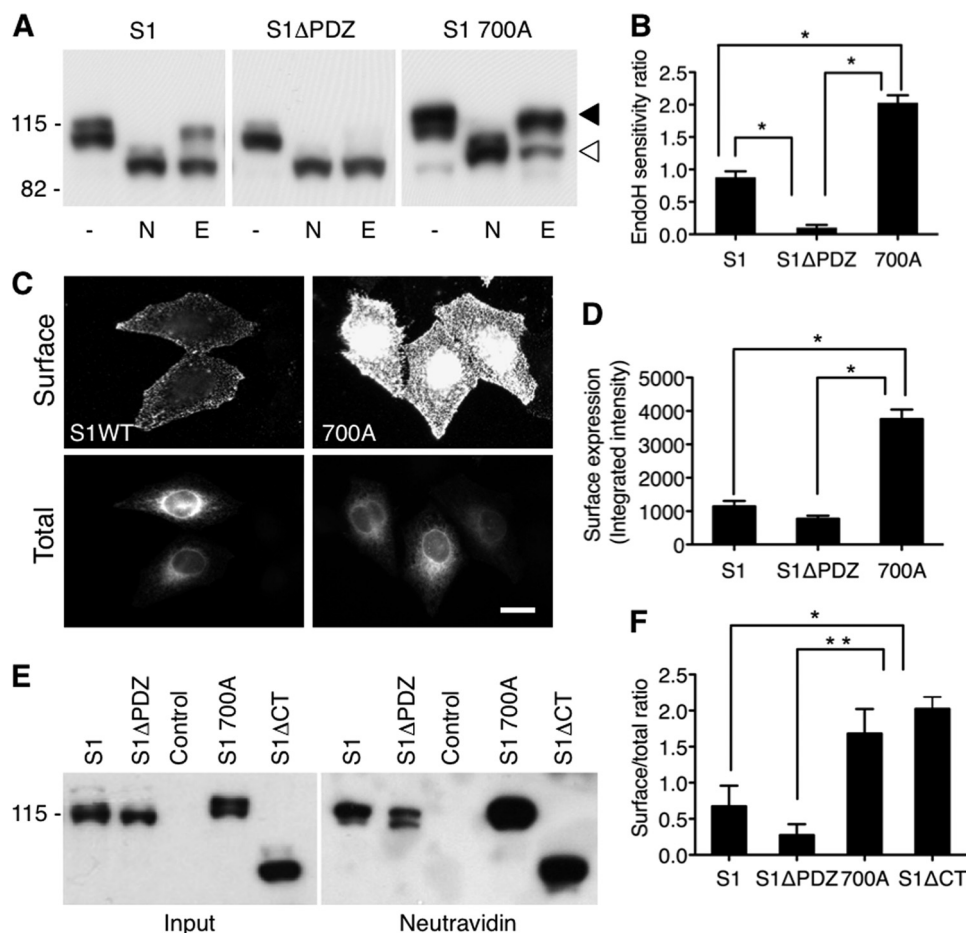 A
S1
S1ΔPDZ
S1 700A
115 -
82 -
- N E
- N E
- N E
B
EndoH sensitivity ratio
2.5
2.0
1.5
1.0
0.5
0.0
*
*
*
S1
S1ΔPDZ
700A
C
Surface
Total
S1WT
700A
D
Surface expression
(Integrated intensity)
5000
4000
3000
2000
1000
0
*
*
S1
S1ΔPDZ
700A
E
S1
S1ΔPDZ
Control
S1 700A
S1ΔCT
S1
S1ΔPDZ
Control
S1 700A
S1ΔCT
115 -
Input
Neutravidin
F
Surface/total ratio
2.5
2.0
1.5
1.0
0.5
0.0
*
**
S1
S1ΔPDZ
700A
S1ΔCT